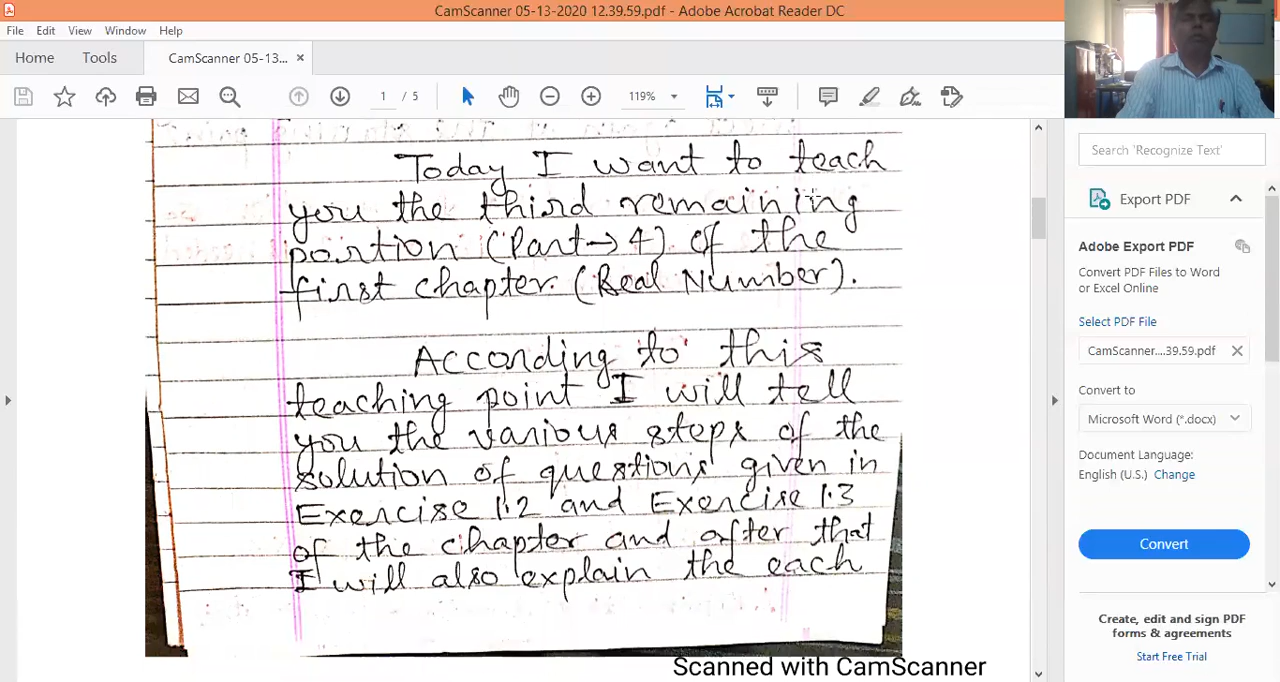 CamScanner 05-13-2020 12.39.59.pdf - Adobe Acrobat Reader DC
File Edit View Window Help
Home Tools CamScanner 05-13... ×
1 / 5 119%
Today I want to teach
you the third remaining
portion (Part→4) of the
first chapter (Real Number).
According to this
teaching point I will tell
you the various steps of the
solution of questions given in
Exercise 1.2 and Exercise 1.3
of the chapter and after that
I will also explain the each
Scanned with CamScanner
Search 'Recognize Text'
Export PDF
Adobe Export PDF
Convert PDF Files to Word
or Excel Online
Select PDF File
CamScanner....39.59.pdf
Convert to
Microsoft Word (*.docx)
Document Language:
English (U.S.) Change
Convert
Create, edit and sign PDF
forms & agreements
Start Free Trial